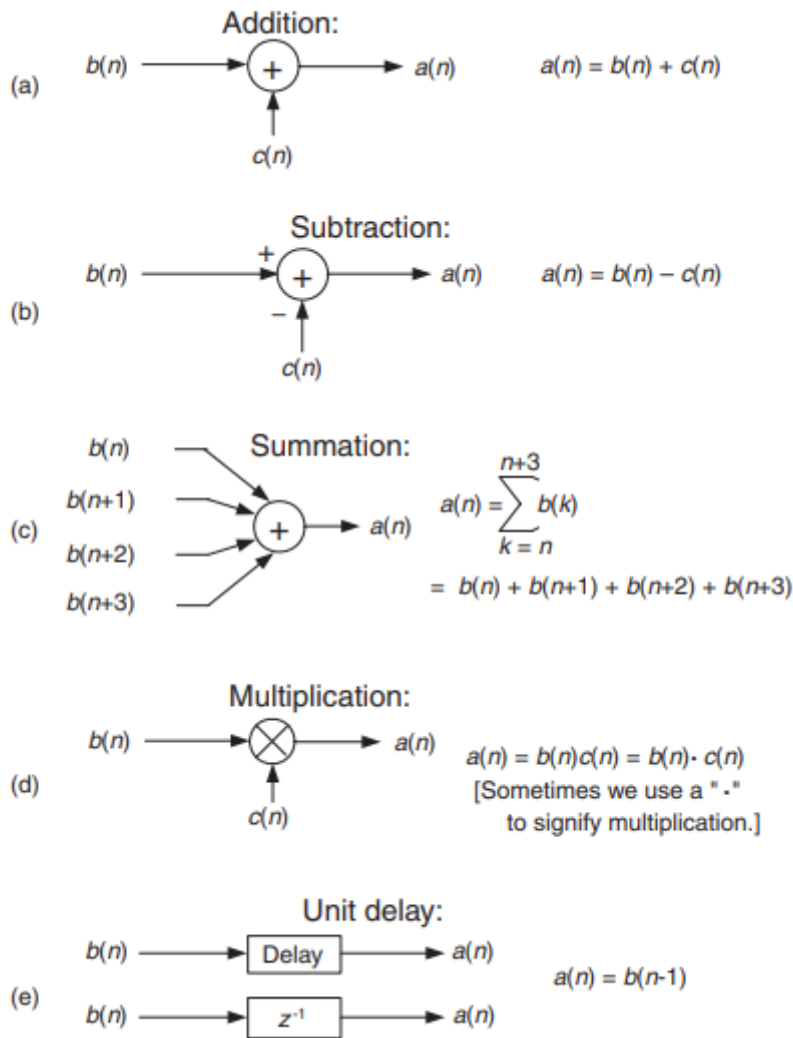 Addition:
(a) b(n) + a(n) a(n) = b(n) + c(n)
c(n)
Subtraction:
(b) b(n) + + a(n) a(n) = b(n) – c(n)
–
c(n)
Summation:
(c) b(n)
b(n+1)
b(n+2)
b(n+3)
+ a(n)
n+3
a(n) = ∑ b(k)
k = n
= b(n) + b(n+1) + b(n+2) + b(n+3)
Multiplication:
(d) b(n) a(n)
c(n)
a(n) = b(n)c(n) = b(n)· c(n)
[Sometimes we use a " · "
to signify multiplication.]
Unit delay:
(e) b(n) Delay a(n)
b(n) z⁻¹ a(n)
a(n) = b(n-1)